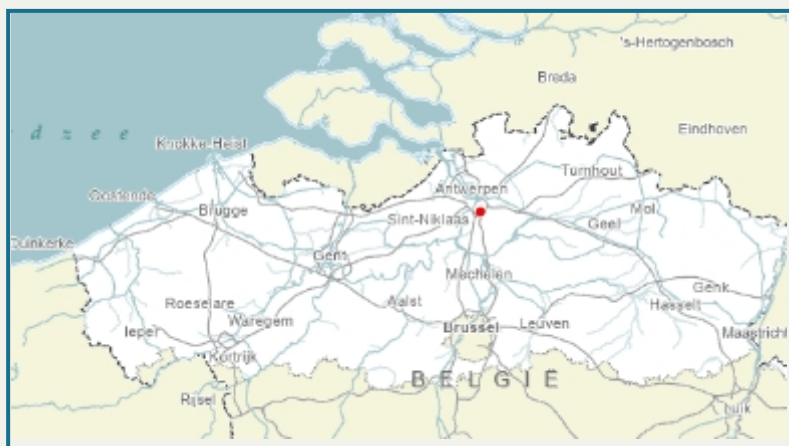 's-Hertogenbosch
Breda
Eindhoven
d z e e
Knokke-Heist
Turnhout
Antwerpen
Oostende
Brugge
Sint-Niklaas
Mol
Geel
Duinkerke
Gent
Mechelen
Genk
Roeselare
Aalst
Hasselt
Waregem
Ieper
Brussel
Leuven
Maastricht
Kortrijk
BELGIË
Rijsel
Luik